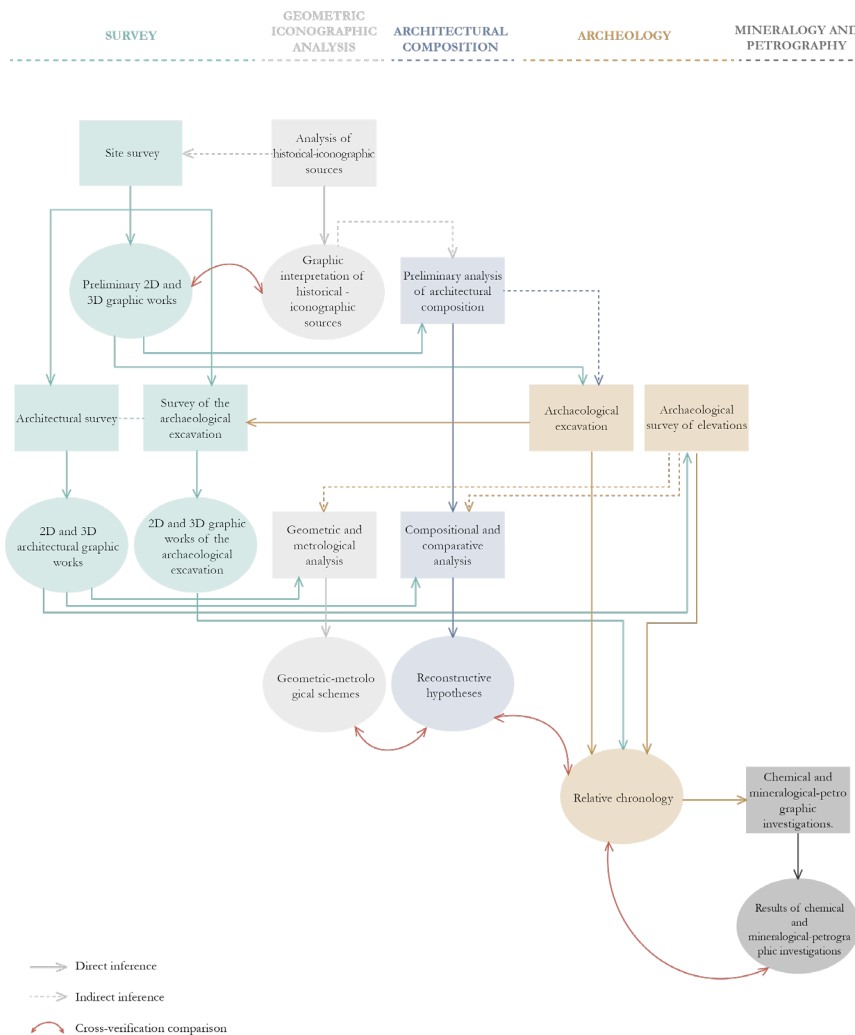 SURVEY
GEOMETRIC
ICONOGRAPHIC
ANALYSIS
ARCHITECTURAL
COMPOSITION
ARCHEOLOGY
MINERALOGY AND
PETROGRAPHY
Site survey
Analysis of
historical-iconographic
sources
Preliminary 2D and
3D graphic works
Graphic
interpretation of
historical -
iconographic
sources
Preliminary analysis
of architectural
composition
Architectural survey
Survey of the
archaeological
excavation
Archaeological
excavation
Archaeological
survey of elevations
2D and 3D
architectural graphic
works
2D and 3D graphic
works of the
archaeological
excavation
Geometric and
metrological
analysis
Compositional and
comparative
analysis
Geometric-metrolo
gical schemes
Reconstructive
hypotheses
Relative chronology
Chemical and
mineralogical-petro
graphic
investigations.
Results of chemical
and
mineralogical-petrogra
phic investigations
Direct inference
Indirect inference
Cross-verification comparison